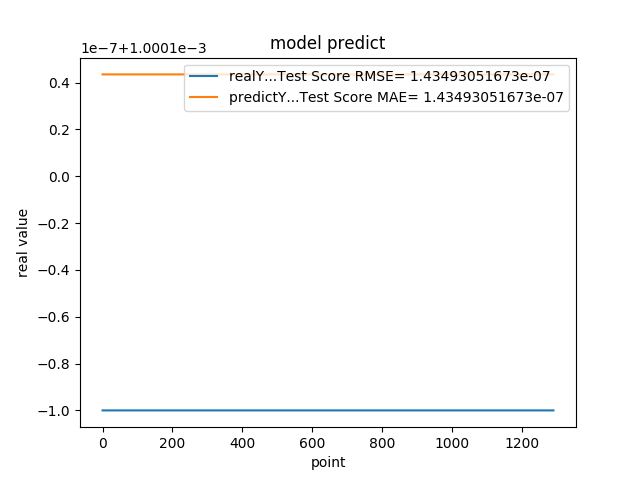 model predict
1e−7+1.0001e−3
realY...Test Score RMSE= 1.43493051673e-07
predictY...Test Score MAE= 1.43493051673e-07
real value
0.4
0.2
0.0
−0.2
−0.4
−0.6
−0.8
−1.0
0 200 400 600 800 1000 1200
point